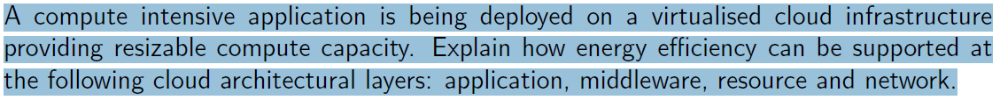 A compute intensive application is being deployed on a virtualised cloud infrastructure
providing resizable compute capacity. Explain how energy efficiency can be supported at
the following cloud architectural layers: application, middleware, resource and network.